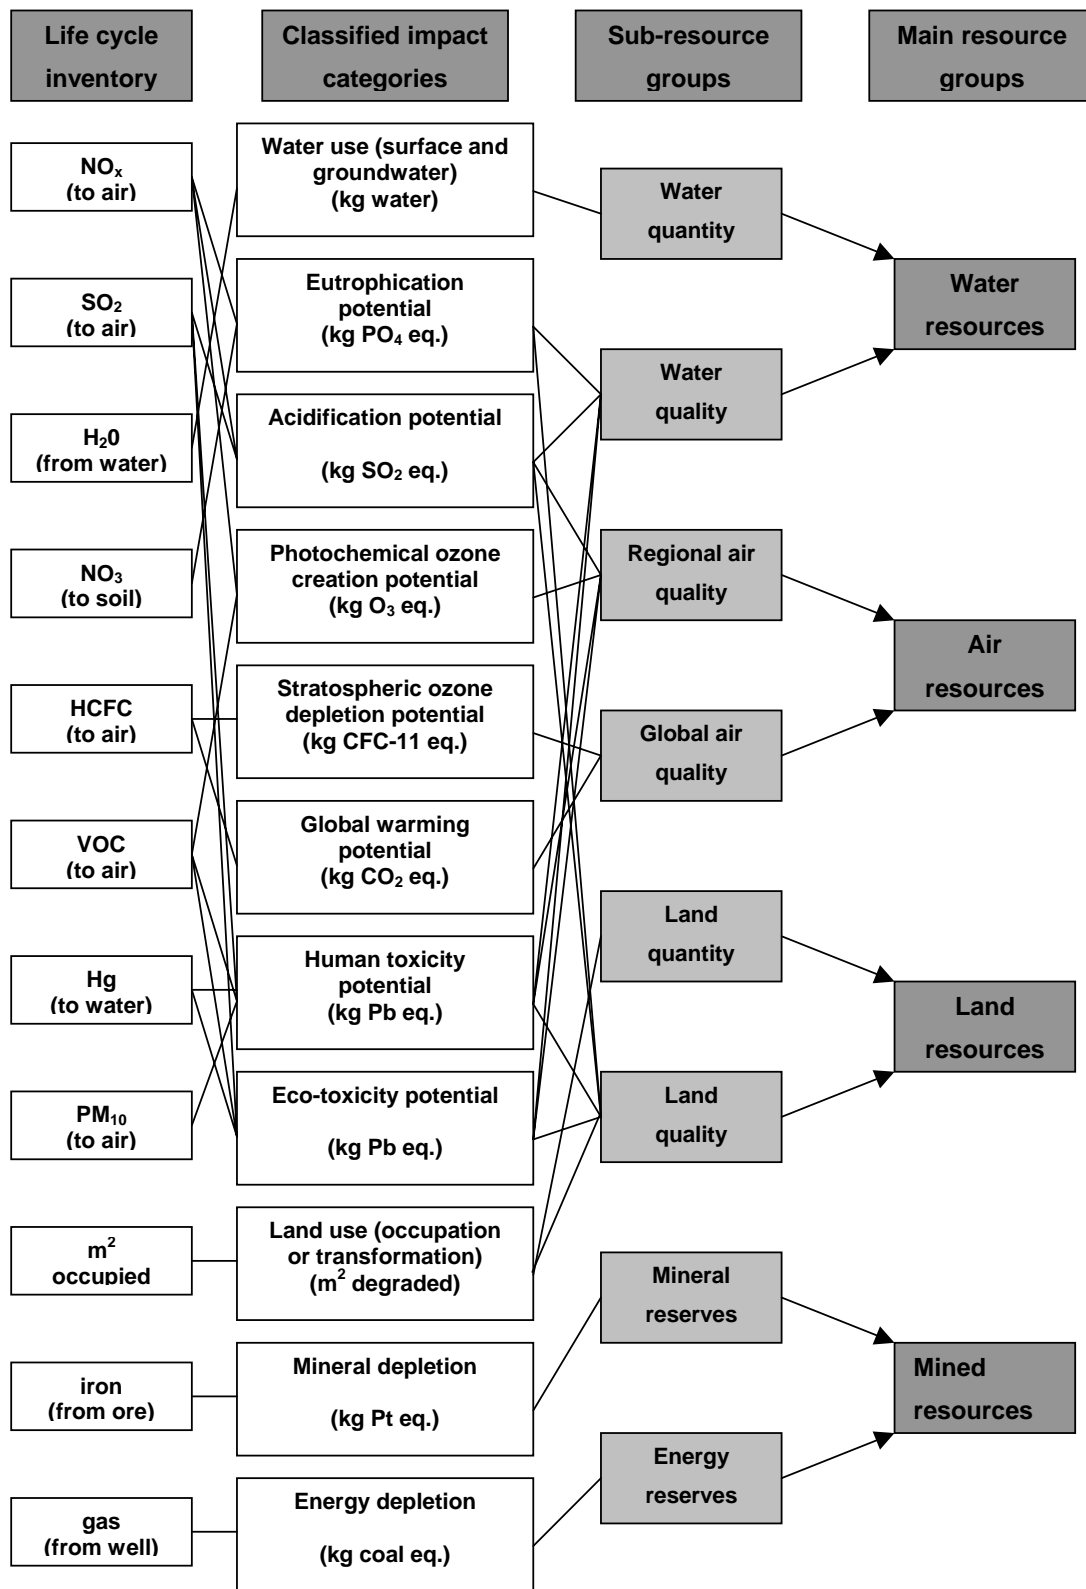 Life cycle
inventory
Classified impact
categories
Sub-resource
groups
Main resource
groups
NOₓ
(to air)
SO₂
(to air)
H₂0
(from water)
NO₃
(to soil)
HCFC
(to air)
VOC
(to air)
Hg
(to water)
PM₁₀
(to air)
m²
occupied
iron
(from ore)
gas
(from well)
Water use (surface and
groundwater)
(kg water)
Eutrophication
potential
(kg PO₄ eq.)
Acidification potential
(kg SO₂ eq.)
Photochemical ozone
creation potential
(kg O₃ eq.)
Stratospheric ozone
depletion potential
(kg CFC-11 eq.)
Global warming
potential
(kg CO₂ eq.)
Human toxicity
potential
(kg Pb eq.)
Eco-toxicity potential
(kg Pb eq.)
Land use (occupation
or transformation)
(m² degraded)
Mineral depletion
(kg Pt eq.)
Energy depletion
(kg coal eq.)
Water
quantity
Water
quality
Regional air
quality
Global air
quality
Land
quantity
Land
quality
Mineral
reserves
Energy
reserves
Water
resources
Air
resources
Land
resources
Mined
resources